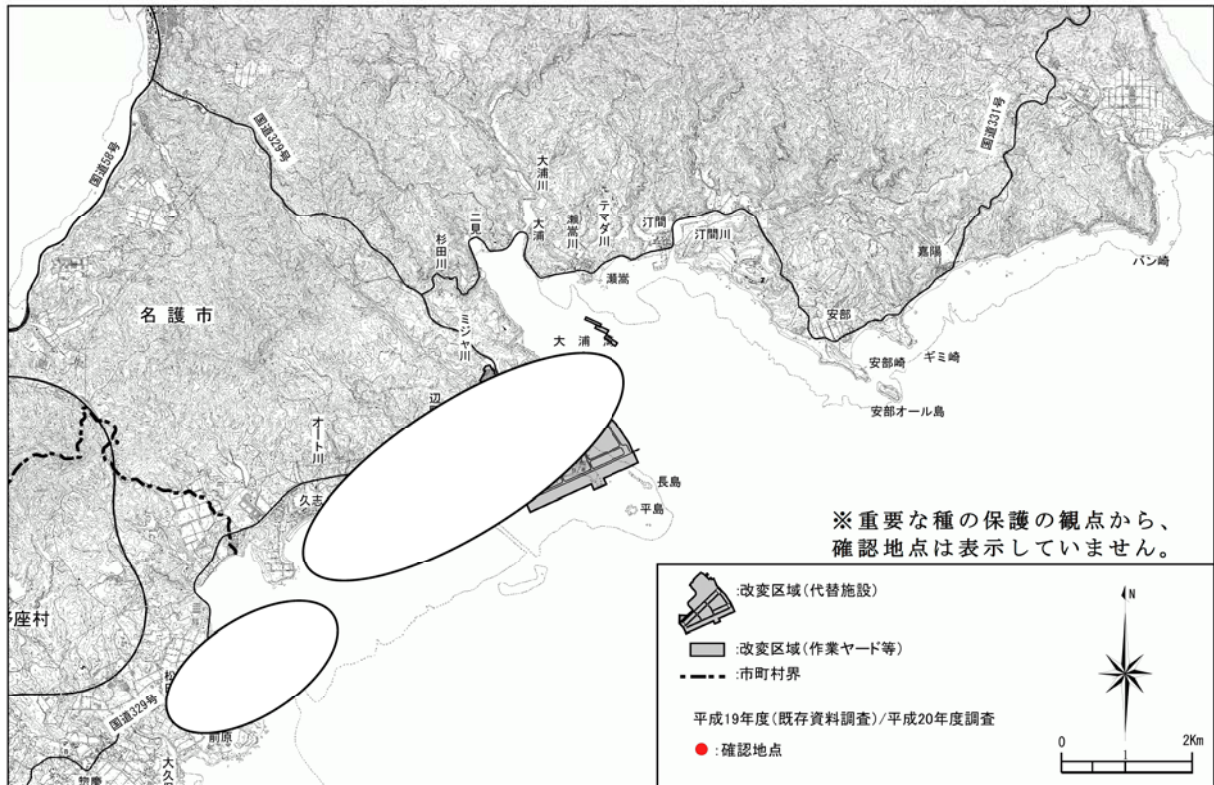 国道58号
国道329号
国道331号
大浦川
大浦
二見
杉田川
瀬嵩川
テマダ川
汀間
汀間川
瀬嵩
嘉陽
バン崎
名護市
ミジャ川
大浦
安部
安部崎
ギミ崎
安部オール島
オート川
久志
長島
平島
※重要な種の保護の観点から、
確認地点は表示していません。
国道329号
前原
:改変区域(代替施設)
:改変区域(作業ヤード等)
:市町村界
平成19年度(既存資料調査)/平成20年度調査
:確認地点
N
0 1 2Km